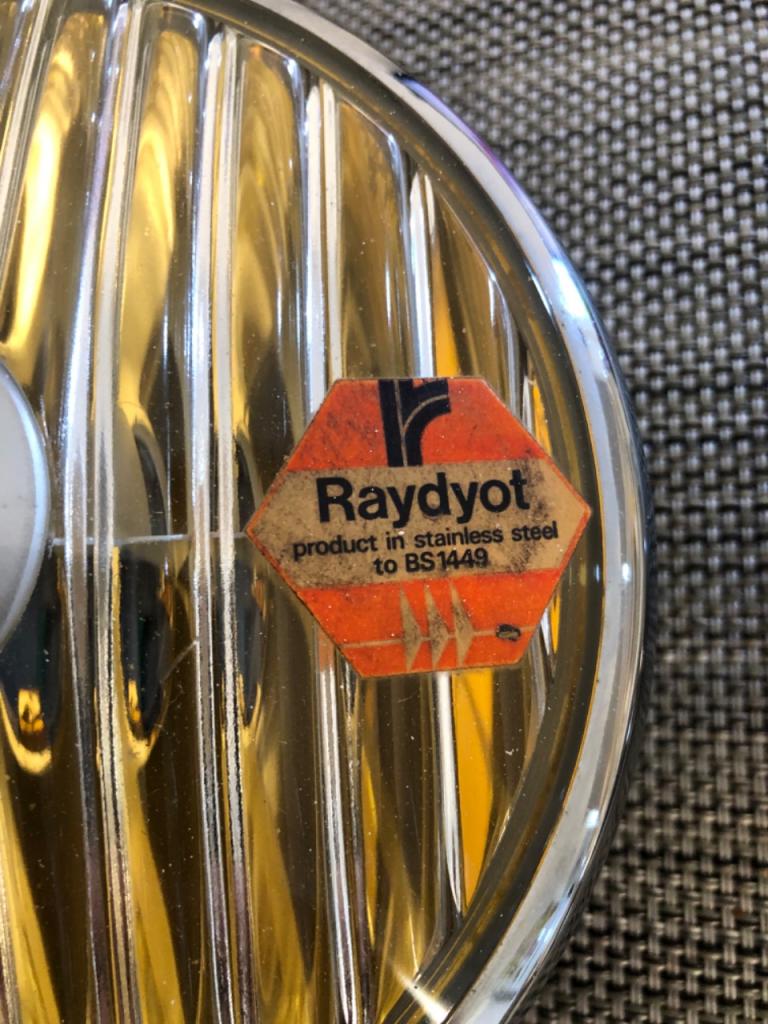 r
Raydyot
product in stainless steel
to BS1449